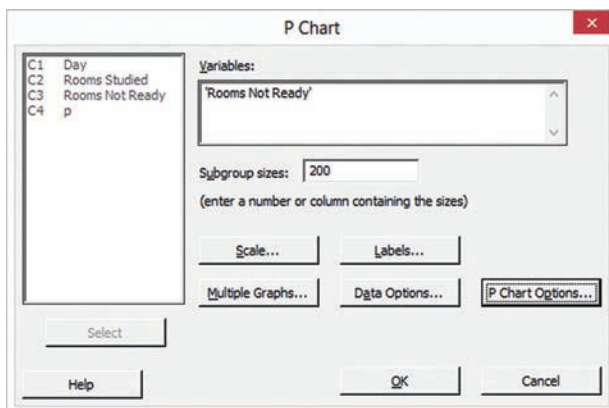 P Chart
C1 Day
C2 Rooms Studied
C3 Rooms Not Ready
C4 p
Variables:
'Rooms Not Ready'
Subgroup sizes: 200
(enter a number or column containing the sizes)
Scale... Labels...
Multiple Graphs... Data Options... P Chart Options...
Select
Help OK Cancel